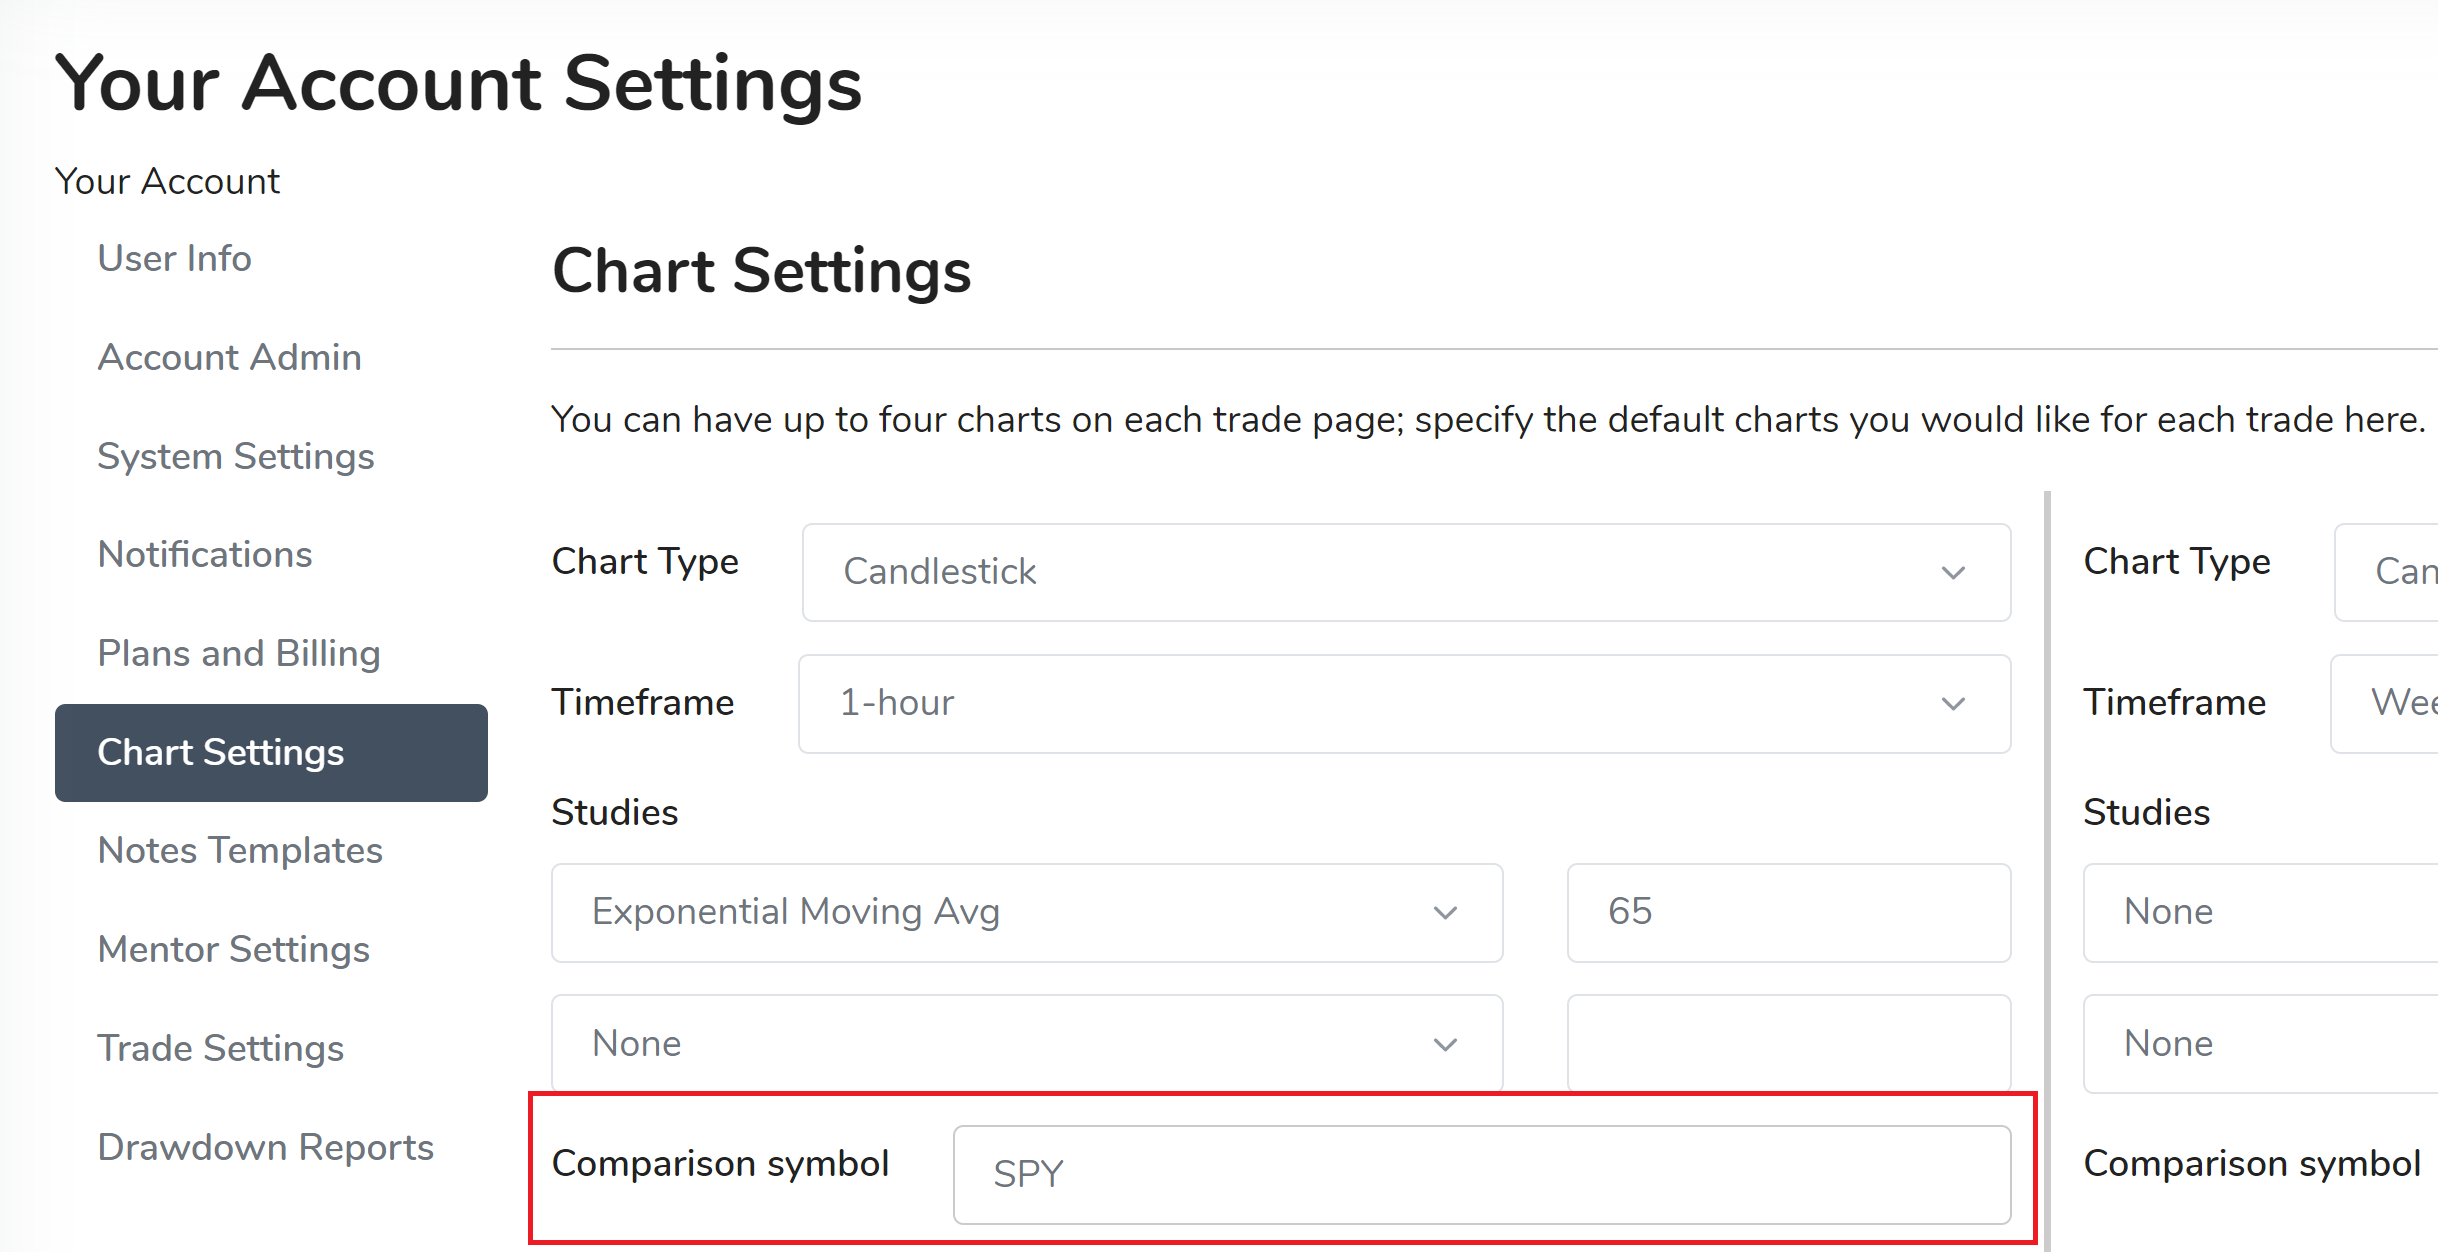 Your Account Settings
Your Account
User Info
Account Admin
System Settings
Notifications
Plans and Billing
Chart Settings
Notes Templates
Mentor Settings
Trade Settings
Drawdown Reports
Chart Settings
You can have up to four charts on each trade page; specify the default charts you would like for each trade here.
Chart Type
Candlestick
Timeframe
1-hour
Studies
Exponential Moving Avg
65
None
Comparison symbol
SPY
Chart Type
Can
Timeframe
Wee
Studies
None
None
Comparison symbol